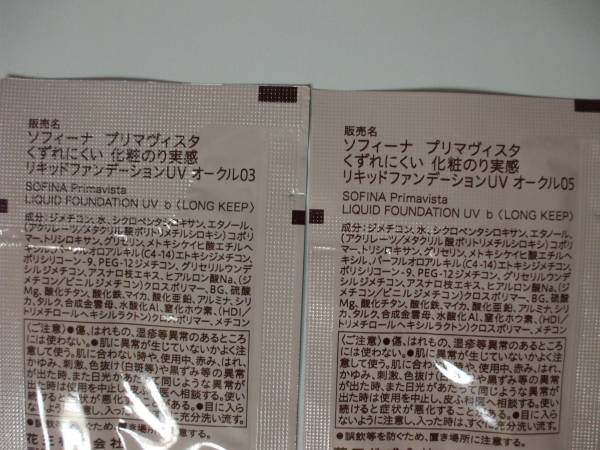 販売名
ソフィーナ プリマヴィスタ
くずれにくい 化粧のり実感
リキッドファンデーションUV オークル03
SOFINA Primavista
LIQUID FOUNDATION UV b 〈LONG KEEP〉
成分:ジメチコン、水、シクロペンタシロキサン、エタノール、
(アクリレーツ/メタクリル酸ポリトリメチルシロキシ)コポリ
マー、トリシロキサン、グリセリン、メトキシケイヒ酸エチルヘ
キシル、パーフルオロアルキル(C4-14)エトキシジメチコン、
ポリシリコーン-9、PEG-12ジメチコン、グリセリルウンデ
シルジメチコン、アスナロ枝エキス、ヒアルロン酸Na、(ジ
メチコン/ビニルジメチコン)クロスポリマー、BG、硫酸
Mg、酸化チタン、酸化鉄、マイカ、酸化亜鉛、アルミナ、シリ
カ、タルク、合成金雲母、水酸化Al、窒化ホウ素、(HDI/
トリメチロールヘキシルラクトン)クロスポリマー、メチコン
〈ご注意〉●傷、はれもの、湿疹等異常のあるところ
には使わない。●肌に異常が生じていないかよく注
意して使う。肌に合わない時や、使用中、赤み、はれ、
かゆみ、刺激、色抜け(白斑等)や黒ずみ等の異常が
出た時、また日光があたって同じような異常が
出た時は使用を中止し、皮ふ科医へ相談する。使い
続けると症状が悪化することがある。●目に入らな
いように注意し、入った時は、すぐに充分洗い流す。
●誤飲等を防ぐため、置き場所に注意する。
花王株式会社
販売名
ソフィーナ プリマヴィスタ
くずれにくい 化粧のり実感
リキッドファンデーションUV オークル05
SOFINA Primavista
LIQUID FOUNDATION UV b 〈LONG KEEP〉
成分:ジメチコン、水、シクロペンタシロキサン、エタノール、
(アクリレーツ/メタクリル酸ポリトリメチルシロキシ)コポリ
マー、トリシロキサン、グリセリン、メトキシケイヒ酸エチルヘ
キシル、パーフルオロアルキル(C4-14)エトキシジメチコン、
ポリシリコーン-9、PEG-12ジメチコン、グリセリルウンデ
シルジメチコン、アスナロ枝エキス、ヒアルロン酸Na、(ジ
メチコン/ビニルジメチコン)クロスポリマー、BG、硫酸
Mg、酸化チタン、酸化鉄、マイカ、酸化亜鉛、アルミナ、シリ
カ、タルク、合成金雲母、水酸化Al、窒化ホウ素、(HDI/
トリメチロールヘキシルラクトン)クロスポリマー、メチコン
〈ご注意〉●傷、はれもの、湿疹等異常のあるところ
には使わない。●肌に異常が生じていないかよく注
意して使う。肌に合わない時や、使用中、赤み、はれ、
かゆみ、刺激、色抜け(白斑等)や黒ずみ等の異常が
出た時、また日光があたって同じような異常が
出た時は使用を中止し、皮ふ科医へ相談する。使い
続けると症状が悪化することがある。●目に入らな
いように注意し、入った時は、すぐに充分洗い流す。
●誤飲等を防ぐため、置き場所に注意する。